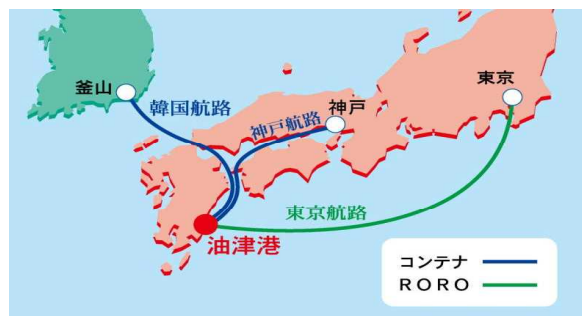 釜山
韓国航路
神戸航路
神戸
東京
東京航路
油津港
コンテナ
RORO